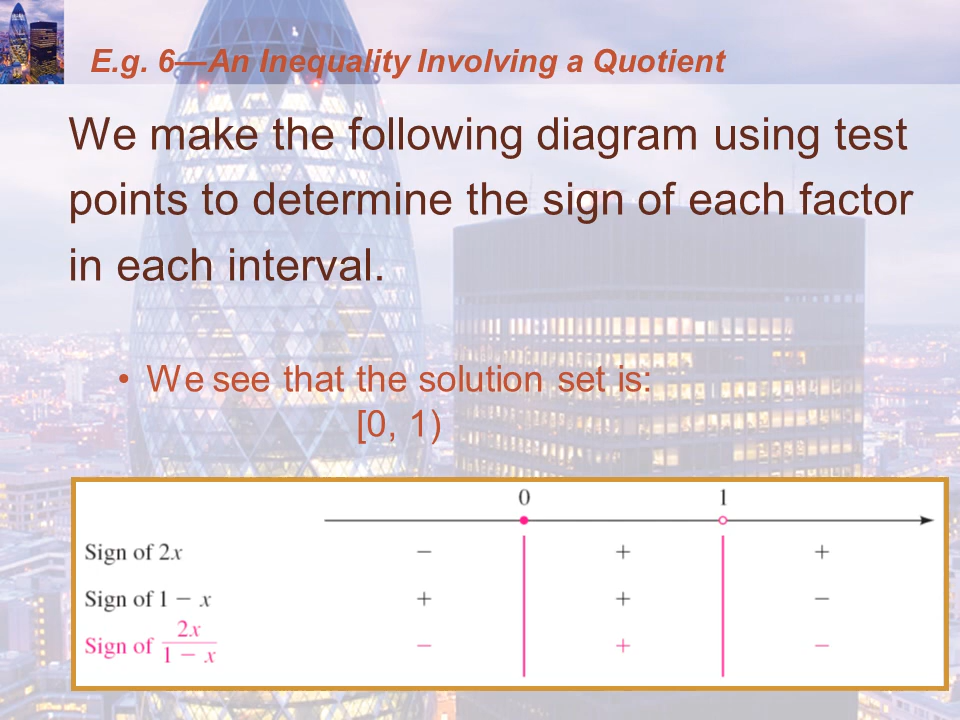 E.g. 6—An Inequality Involving a Quotient
We make the following diagram using test
points to determine the sign of each factor
in each interval.
• We see that the solution set is:
[0, 1)
0 1
Sign of 2x − + +
Sign of 1 − x + + −
Sign of 2x/(1 − x) − + −